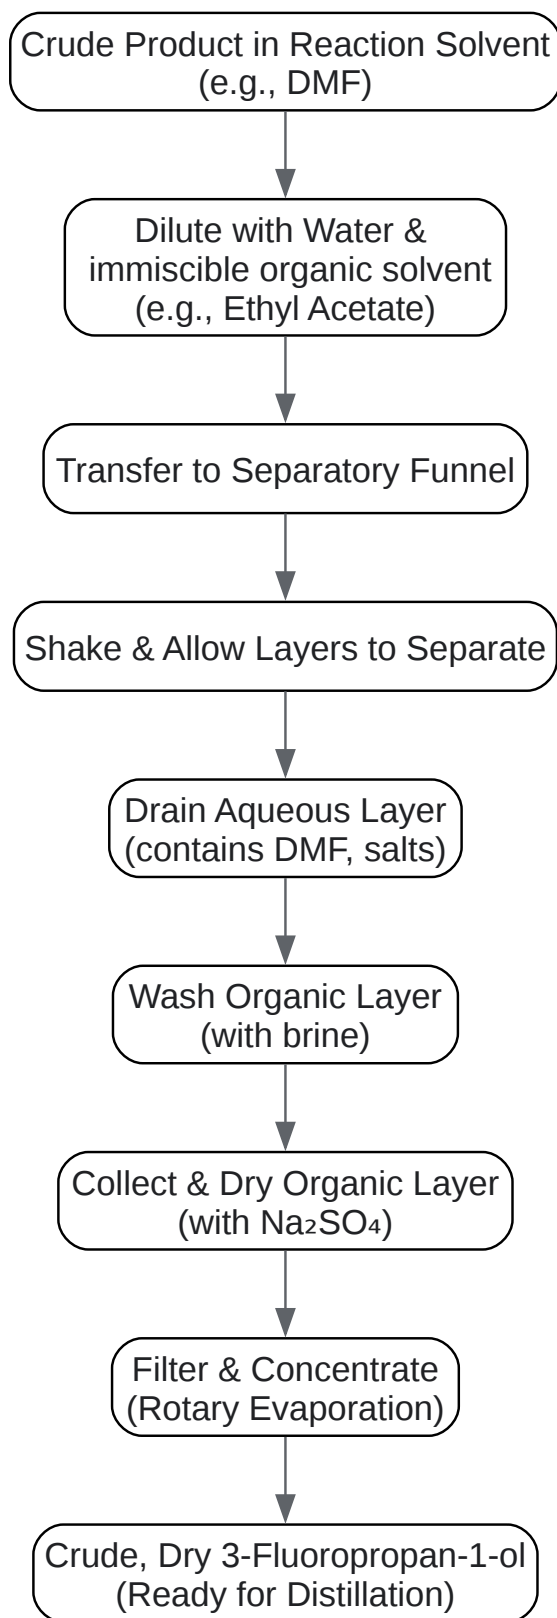 Crude Product in Reaction Solvent
(e.g., DMF)
Dilute with Water &
immiscible organic solvent
(e.g., Ethyl Acetate)
Transfer to Separatory Funnel
Shake & Allow Layers to Separate
Drain Aqueous Layer
(contains DMF, salts)
Wash Organic Layer
(with brine)
Collect & Dry Organic Layer
(with Na₂SO₄)
Filter & Concentrate
(Rotary Evaporation)
Crude, Dry 3-Fluoropropan-1-ol
(Ready for Distillation)